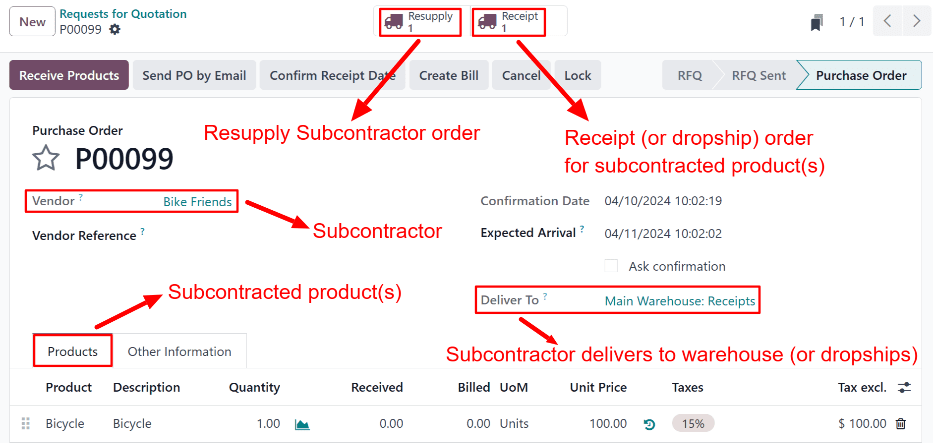 New
Requests for Quotation
P00099
Resupply
1
Receipt
1
1 / 1
Receive Products
Send PO by Email
Confirm Receipt Date
Create Bill
Cancel
Lock
RFQ
RFQ Sent
Purchase Order
Resupply Subcontractor order
Receipt (or dropship) order
for subcontracted product(s)
Purchase Order
P00099
Vendor ? Bike Friends
Confirmation Date 04/10/2024 10:02:19
Subcontractor
Vendor Reference ?
Expected Arrival ? 04/11/2024 10:02:02
Ask confirmation
Subcontracted product(s)
Deliver To ? Main Warehouse: Receipts
Products
Other Information
Subcontractor delivers to warehouse (or dropships)
Product Description Quantity Received Billed UoM Unit Price Taxes Tax excl.
Bicycle Bicycle 1.00 0.00 0.00 Units 100.00 15% $ 100.00